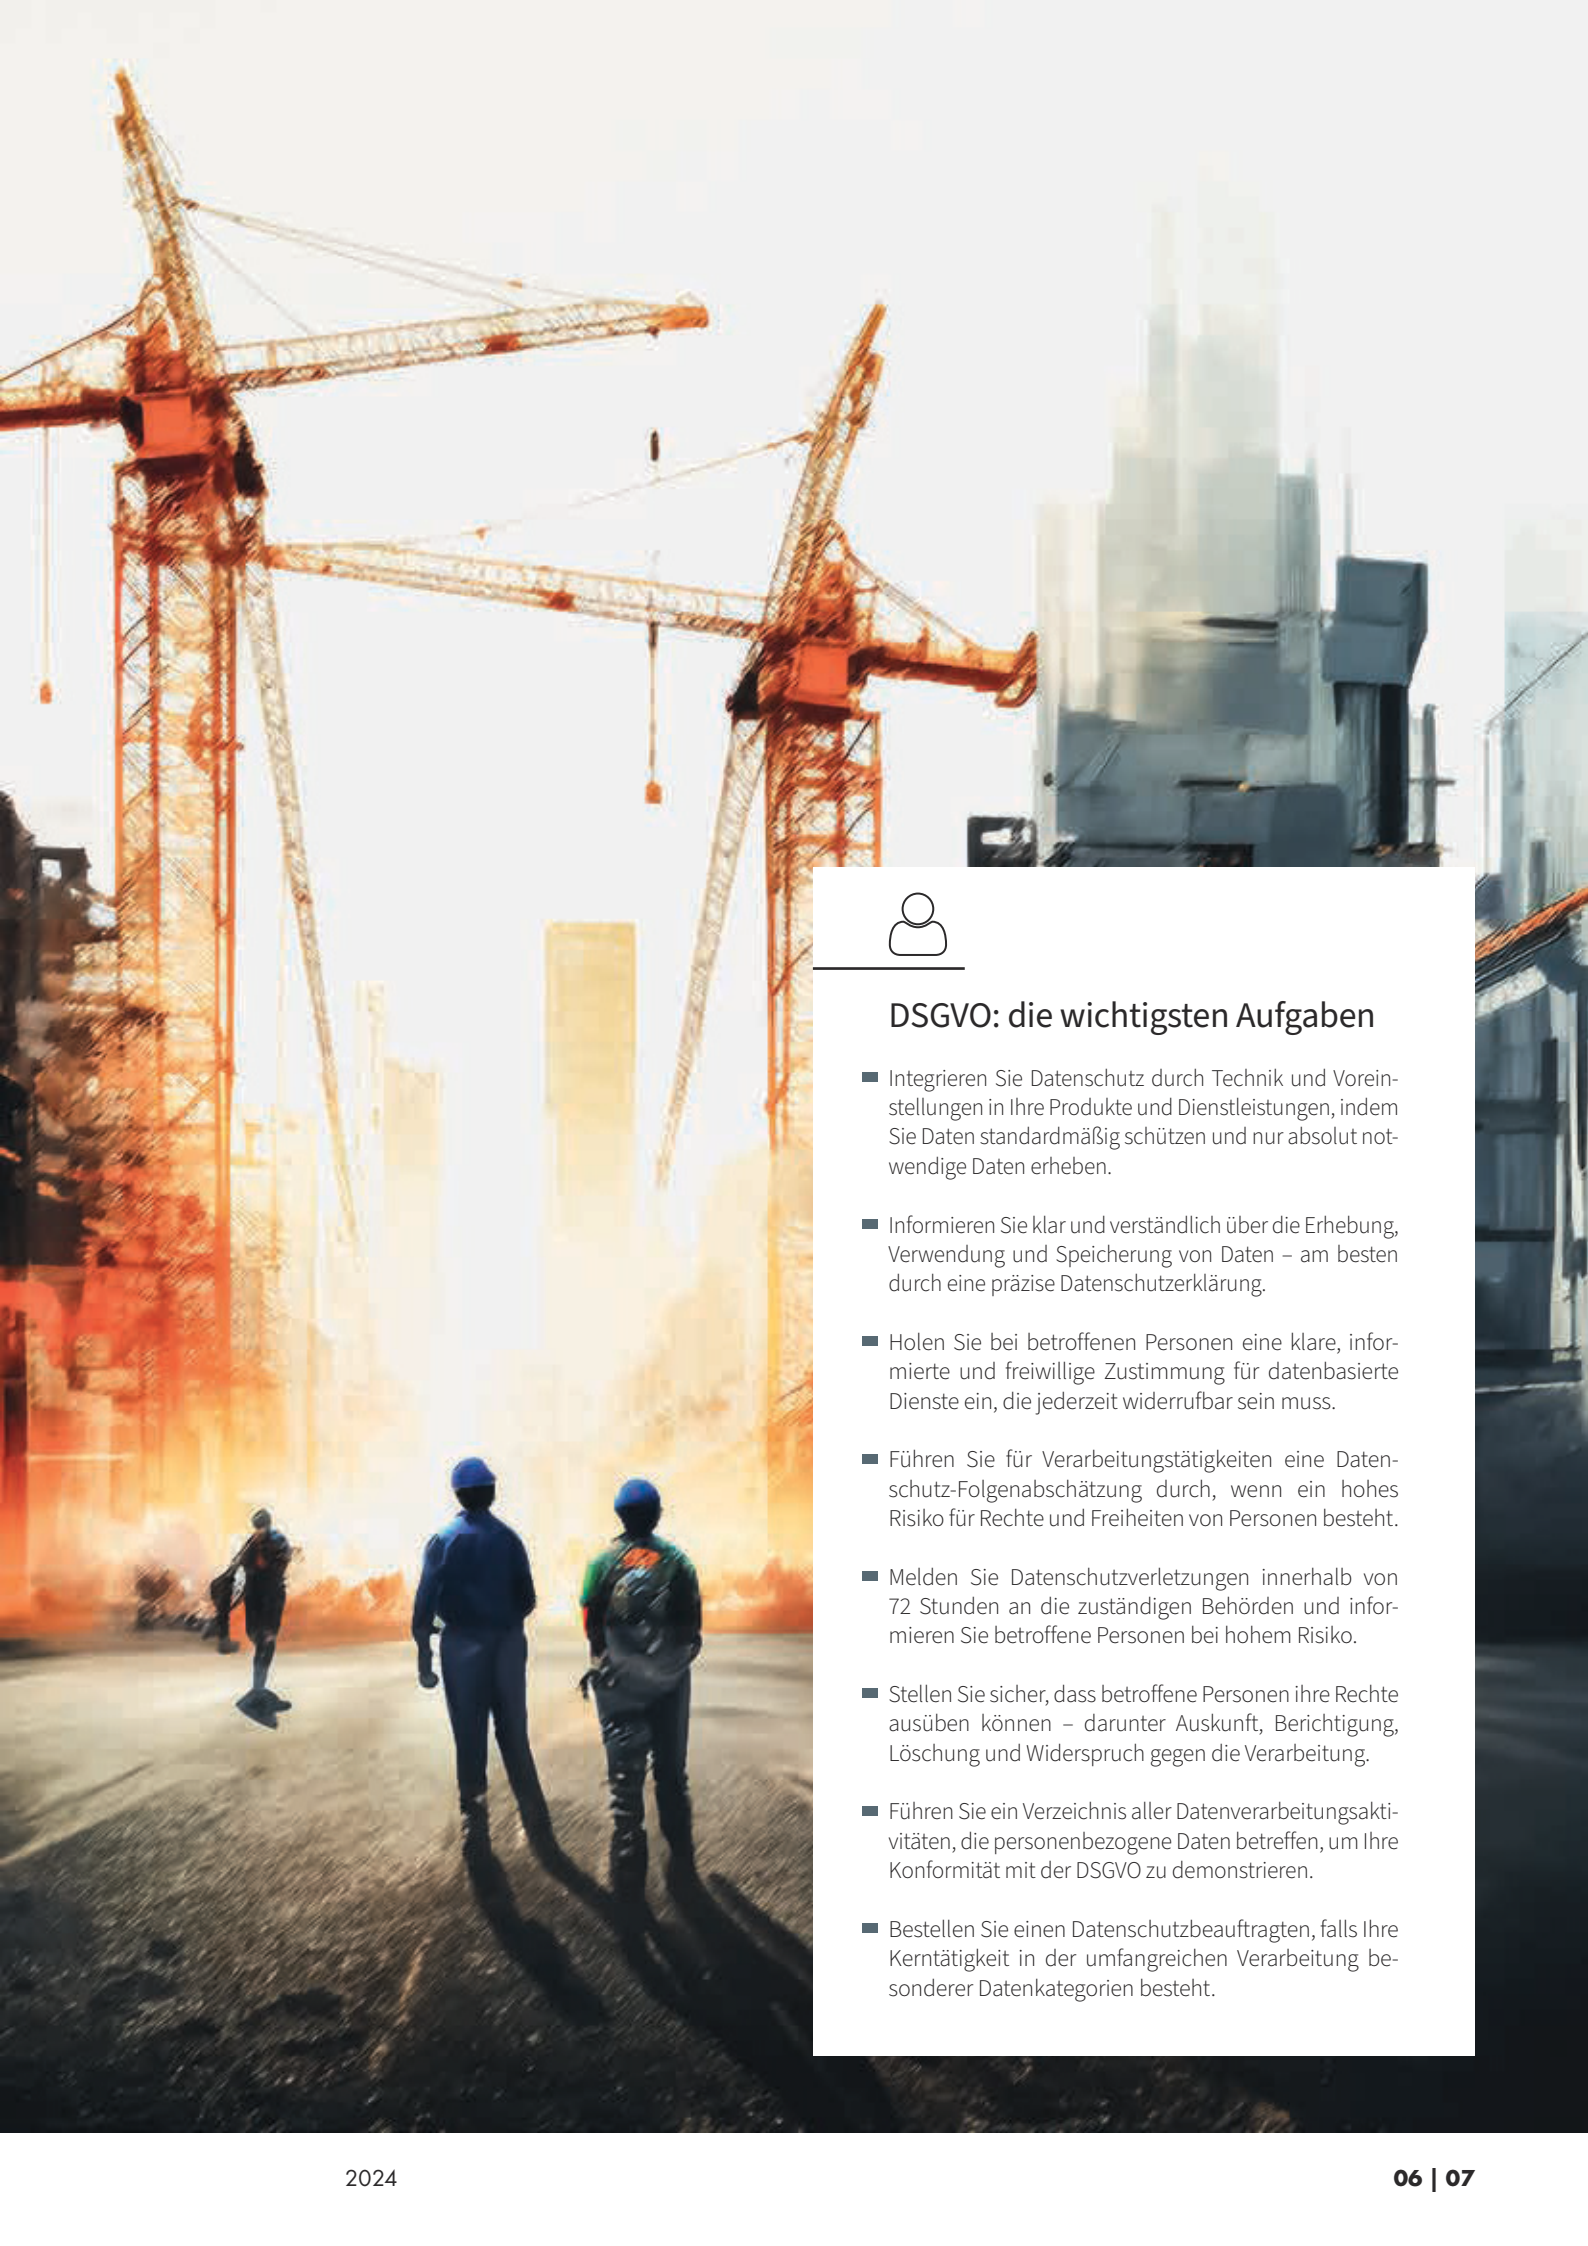 DSGVO: die wichtigsten Aufgaben
Integrieren Sie Datenschutz durch Technik und Vorein-
stellungen in Ihre Produkte und Dienstleistungen, indem
Sie Daten standardmäßig schützen und nur absolut not-
wendige Daten erheben.
Informieren Sie klar und verständlich über die Erhebung,
Verwendung und Speicherung von Daten – am besten
durch eine präzise Datenschutzerklärung.
Holen Sie bei betroffenen Personen eine klare, infor-
mierte und freiwillige Zustimmung für datenbasierte
Dienste ein, die jederzeit widerrufbar sein muss.
Führen Sie für Verarbeitungstätigkeiten eine Daten-
schutz-Folgenabschätzung durch, wenn ein hohes
Risiko für Rechte und Freiheiten von Personen besteht.
Melden Sie Datenschutzverletzungen innerhalb von
72 Stunden an die zuständigen Behörden und infor-
mieren Sie betroffene Personen bei hohem Risiko.
Stellen Sie sicher, dass betroffene Personen ihre Rechte
ausüben können – darunter Auskunft, Berichtigung,
Löschung und Widerspruch gegen die Verarbeitung.
Führen Sie ein Verzeichnis aller Datenverarbeitungsakti-
vitäten, die personenbezogene Daten betreffen, um Ihre
Konformität mit der DSGVO zu demonstrieren.
Bestellen Sie einen Datenschutzbeauftragten, falls Ihre
Kerntätigkeit in der umfangreichen Verarbeitung be-
sonderer Datenkategorien besteht.
2024
06 | 07